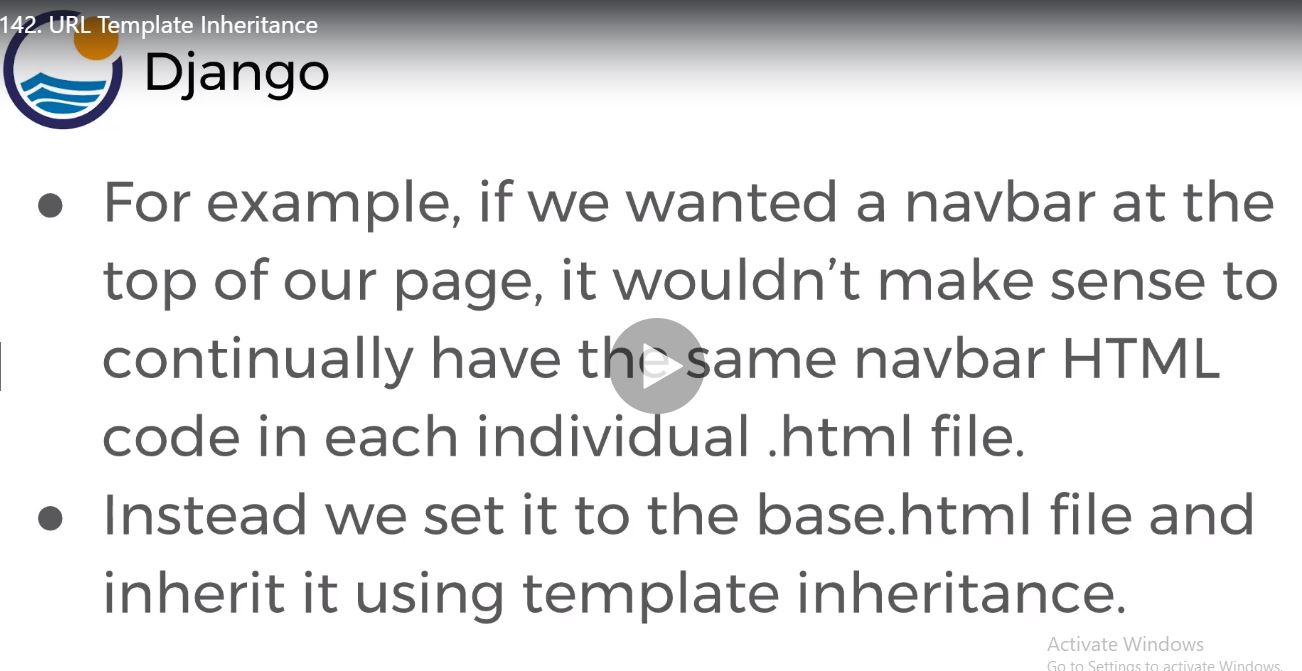 142. URL Template Inheritance
Django
● For example, if we wanted a navbar at the
top of our page, it wouldn’t make sense to
continually have the same navbar HTML
code in each individual .html file.
● Instead we set it to the base.html file and
inherit it using template inheritance.
Activate Windows
Go to Settings to activate Windows.